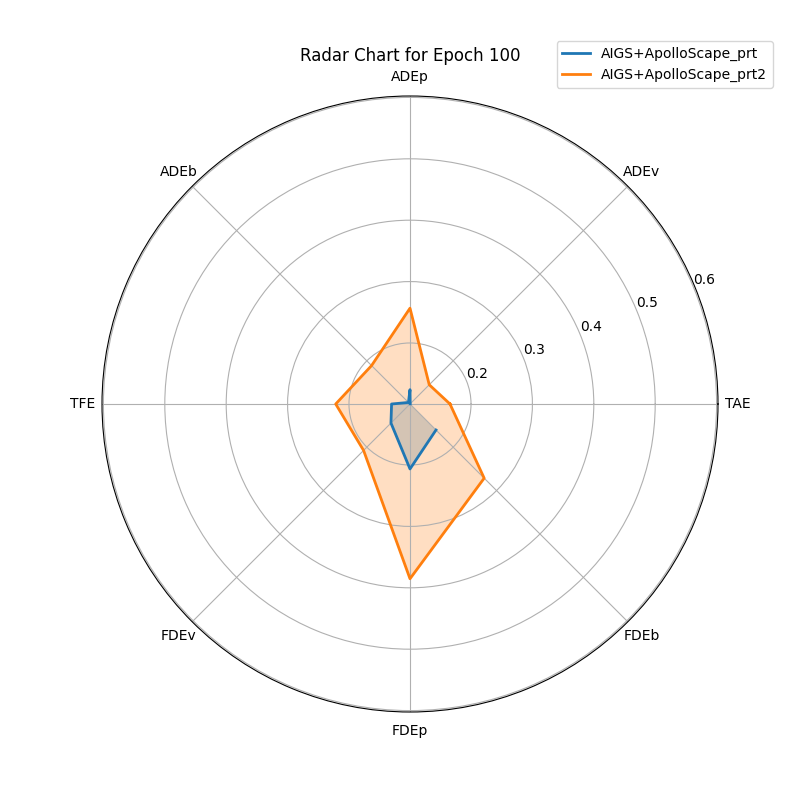 Radar Chart for Epoch 100
AIGS+ApolloScape_prt
AIGS+ApolloScape_prt2
ADEp
ADEb
ADEv
0.6
0.5
0.4
0.3
0.2
TFE
TAE
FDEv
FDEb
FDEp